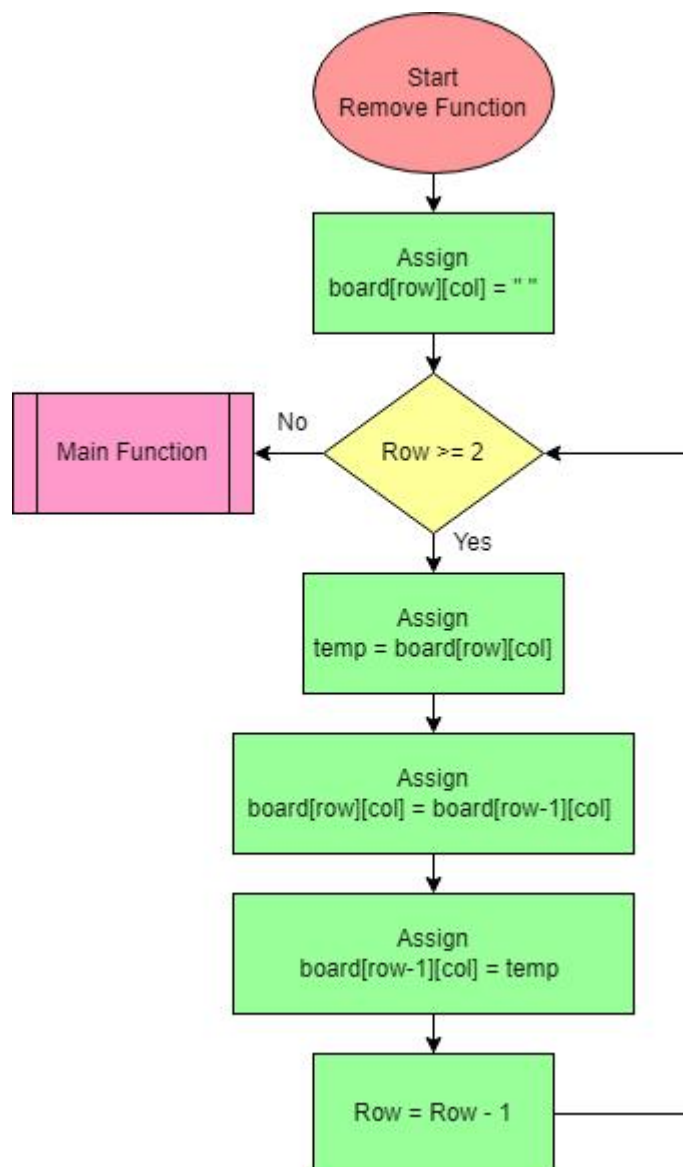 Start
Remove Function
Assign
board[row][col] = " "
No
Main Function
Row >= 2
Yes
Assign
temp = board[row][col]
Assign
board[row][col] = board[row-1][col]
Assign
board[row-1][col] = temp
Row = Row - 1